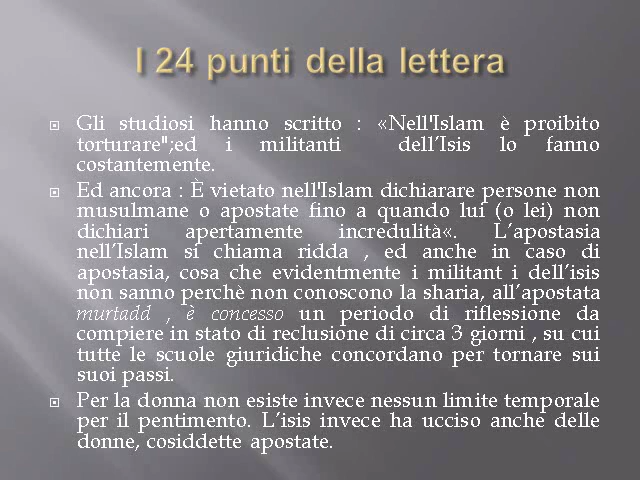 I 24 punti della lettera
Gli studiosi hanno scritto : «Nell'Islam è proibito
torturare";ed i militanti dell'Isis lo fanno
costantemente.
Ed ancora : È vietato nell'Islam dichiarare persone non
musulmane o apostate fino a quando lui (o lei) non
dichiari apertamente incredulità«. L'apostasia
nell'Islam si chiama ridda , ed anche in caso di
apostasia, cosa che evidentmente i militant i dell'isis
non sanno perchè non conoscono la sharia, all'apostata
murtadd , è concesso un periodo di riflessione da
compiere in stato di reclusione di circa 3 giorni , su cui
tutte le scuole giuridiche concordano per tornare sui
suoi passi.
Per la donna non esiste invece nessun limite temporale
per il pentimento. L'isis invece ha ucciso anche delle
donne, cosiddette apostate.